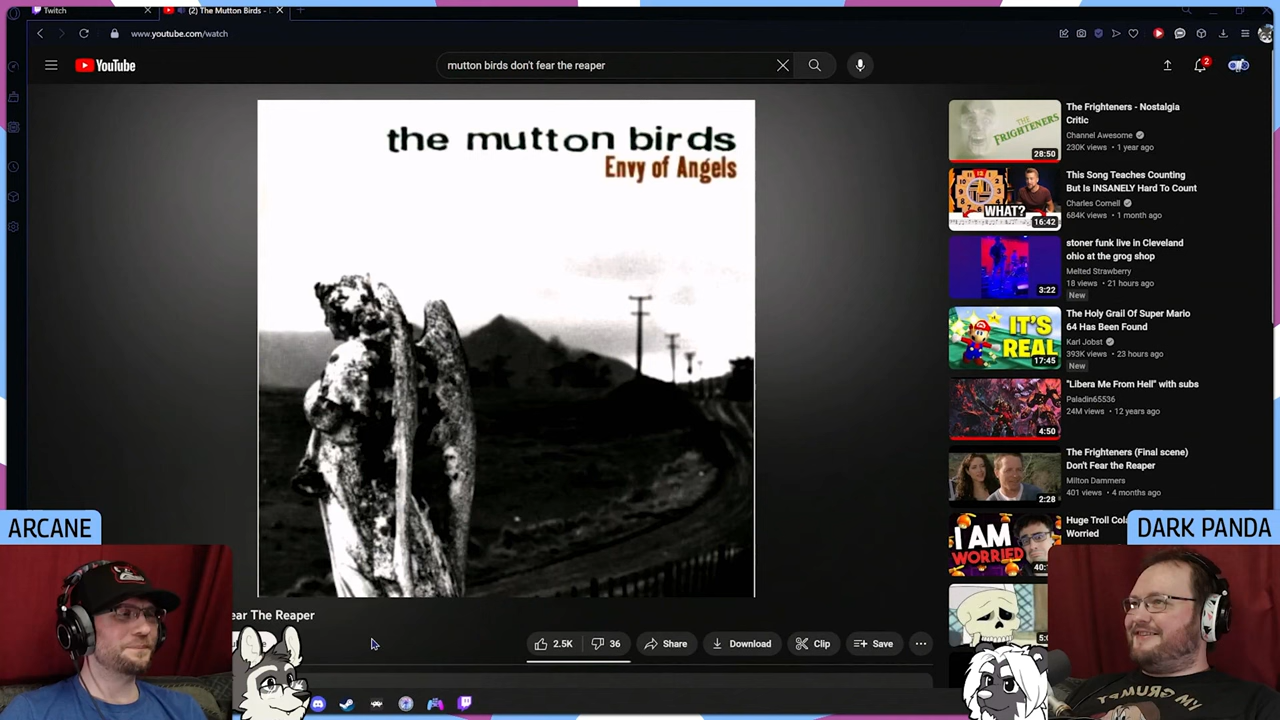 Twitch
(2) The Mutton Birds -
www.youtube.com/watch
YouTube
mutton birds don't fear the reaper
2
the mutton birds
Envy of Angels
THE FRIGHTENERS
28:50
The Frighteners - Nostalgia
Critic
Channel Awesome
230K views • 1 year ago
WHAT?
16:42
This Song Teaches Counting
But Is INSANELY Hard To Count
Charles Cornell
684K views • 1 month ago
3:22
stoner funk live in Cleveland
ohio at the grog shop
Melted Strawberry
18 views • 21 hours ago
New
IT'S
REAL
17:45
The Holy Grail Of Super Mario
64 Has Been Found
Karl Jobst
393K views • 23 hours ago
New
4:50
"Libera Me From Hell" with subs
Paladin65536
24M views • 12 years ago
2:28
The Frighteners (Final scene)
Don't Fear the Reaper
Milton Dammers
401 views • 4 months ago
I AM
WORRIED
Huge Troll
Worried
ARCANE
DARK PANDA
ear The Reaper
2.5K
36
Share
Download
Clip
Save